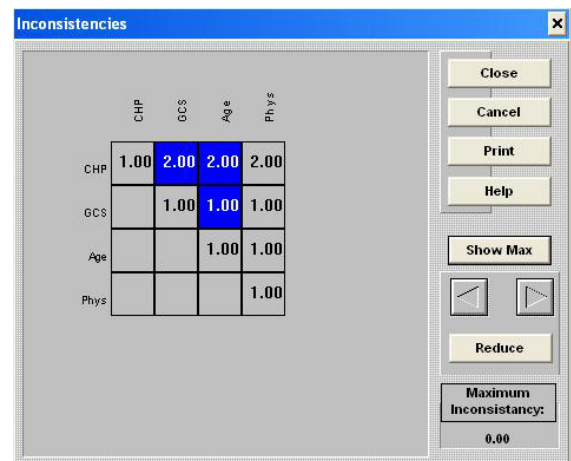 Inconsistencies
CHP GCS Age Phys
CHP 1.00 2.00 2.00 2.00
GCS 1.00 1.00 1.00
Age 1.00 1.00
Phys 1.00
Close
Cancel
Print
Help
Show Max
Reduce
Maximum
Inconsistancy:
0.00